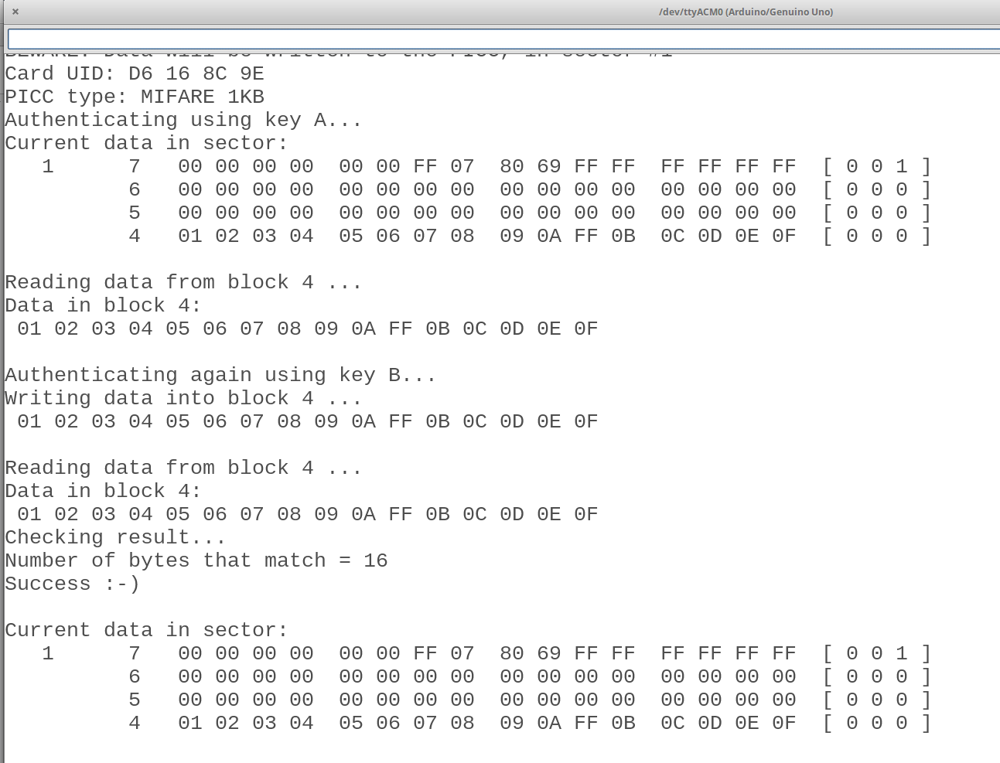 × /dev/ttyACM0 (Arduino/Genuino Uno)
BEWARE: Data will be written to the PICC, in sector #1
Card UID: D6 16 8C 9E
PICC type: MIFARE 1KB
Authenticating using key A...
Current data in sector:
   1      7   00 00 00 00  00 00 FF 07  80 69 FF FF  FF FF FF FF  [ 0 0 1 ]
          6   00 00 00 00  00 00 00 00  00 00 00 00  00 00 00 00  [ 0 0 0 ]
          5   00 00 00 00  00 00 00 00  00 00 00 00  00 00 00 00  [ 0 0 0 ]
          4   01 02 03 04  05 06 07 08  09 0A FF 0B  0C 0D 0E 0F  [ 0 0 0 ]
Reading data from block 4 ...
Data in block 4:
 01 02 03 04 05 06 07 08 09 0A FF 0B 0C 0D 0E 0F
Authenticating again using key B...
Writing data into block 4 ...
 01 02 03 04 05 06 07 08 09 0A FF 0B 0C 0D 0E 0F
Reading data from block 4 ...
Data in block 4:
 01 02 03 04 05 06 07 08 09 0A FF 0B 0C 0D 0E 0F
Checking result...
Number of bytes that match = 16
Success :-)
Current data in sector:
   1      7   00 00 00 00  00 00 FF 07  80 69 FF FF  FF FF FF FF  [ 0 0 1 ]
          6   00 00 00 00  00 00 00 00  00 00 00 00  00 00 00 00  [ 0 0 0 ]
          5   00 00 00 00  00 00 00 00  00 00 00 00  00 00 00 00  [ 0 0 0 ]
          4   01 02 03 04  05 06 07 08  09 0A FF 0B  0C 0D 0E 0F  [ 0 0 0 ]